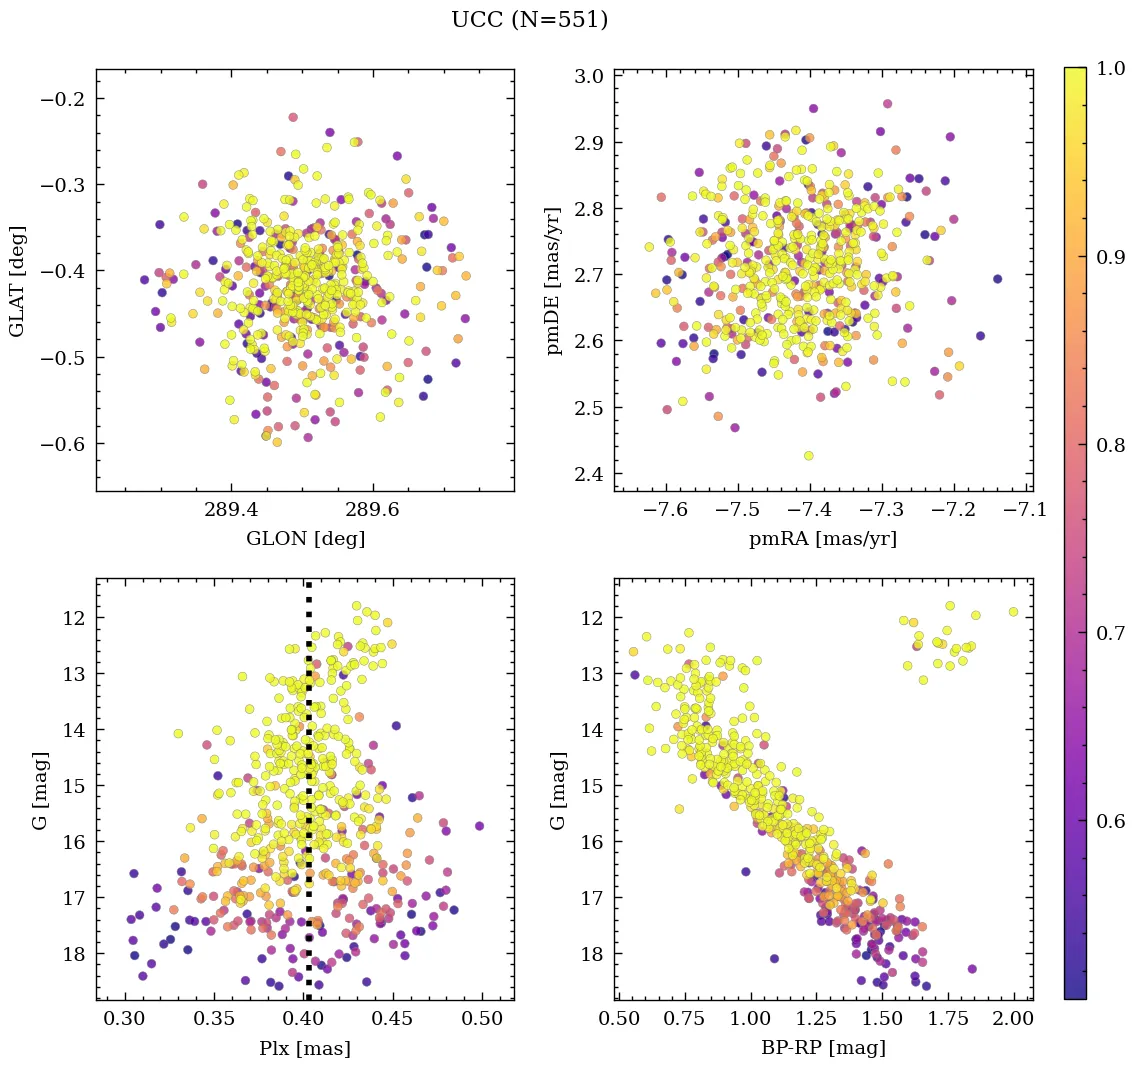 UCC (N=551)
−0.2
−0.3
−0.4
−0.5
−0.6
GLAT [deg]
289.4 289.6
GLON [deg]
3.0
2.9
2.8
2.7
2.6
2.5
2.4
pmDE [mas/yr]
−7.6 −7.5 −7.4 −7.3 −7.2 −7.1
pmRA [mas/yr]
1.0
0.9
0.8
0.7
0.6
12
13
14
15
16
17
18
G [mag]
0.30 0.35 0.40 0.45 0.50
Plx [mas]
12
13
14
15
16
17
18
G [mag]
0.50 0.75 1.00 1.25 1.50 1.75 2.00
BP-RP [mag]